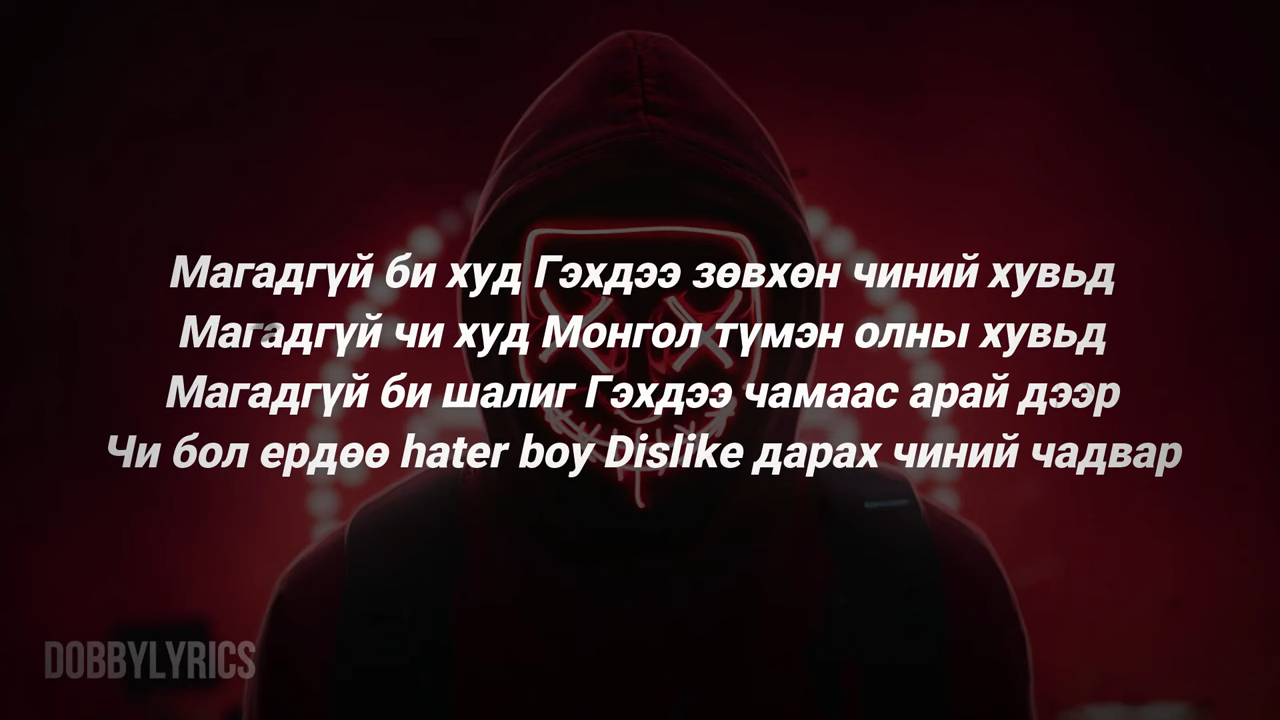 Магадгүй би худ Гэхдээ зөвхөн чиний хувьд
Магадгүй чи худ Монгол түмэн олны хувьд
Магадгүй би шалиг Гэхдээ чамаас арай дээр
Чи бол ердөө hater boy Dislike дарах чиний чадвар
DOBBYLYRICS